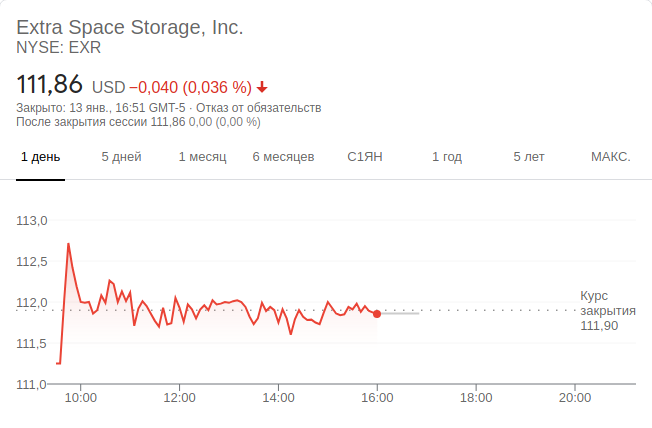 Extra Space Storage, Inc.
NYSE: EXR
111,86 USD −0,040 (0,036 %)
Закрыто: 13 янв., 16:51 GMT-5 · Отказ от обязательств
После закрытия сессии 111,86 0,00 (0,00 %)
1 день 5 дней 1 месяц 6 месяцев С1ЯН 1 год 5 лет МАКС.
113,0
112,5
112,0
111,5
111,0
Курс
закрытия
111,90
10:00 12:00 14:00 16:00 18:00 20:00